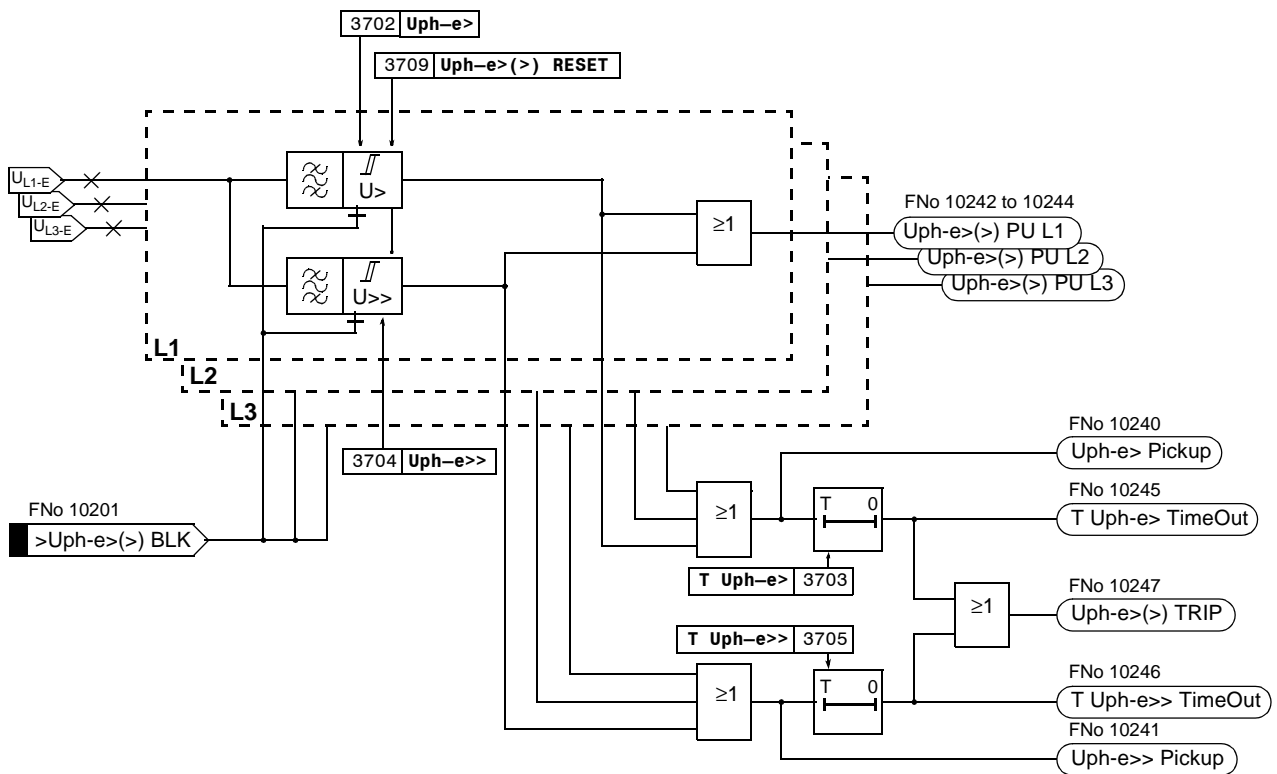 3702 Uph–e>
3709 Uph–e>(>) RESET
UL1-E
UL2-E
UL3-E
U>
U>>
≥1
FNo 10242 to 10244
Uph-e>(>) PU L1
Uph-e>(>) PU L2
Uph-e>(>) PU L3
L1
L2
L3
3704 Uph–e>>
FNo 10201
>Uph-e>(>) BLK
FNo 10240
Uph-e> Pickup
≥1
T 0
FNo 10245
T Uph-e> TimeOut
T Uph–e> 3703
≥1
FNo 10247
Uph-e>(>) TRIP
T Uph–e>> 3705
≥1
T 0
FNo 10246
T Uph-e>> TimeOut
FNo 10241
Uph-e>> Pickup